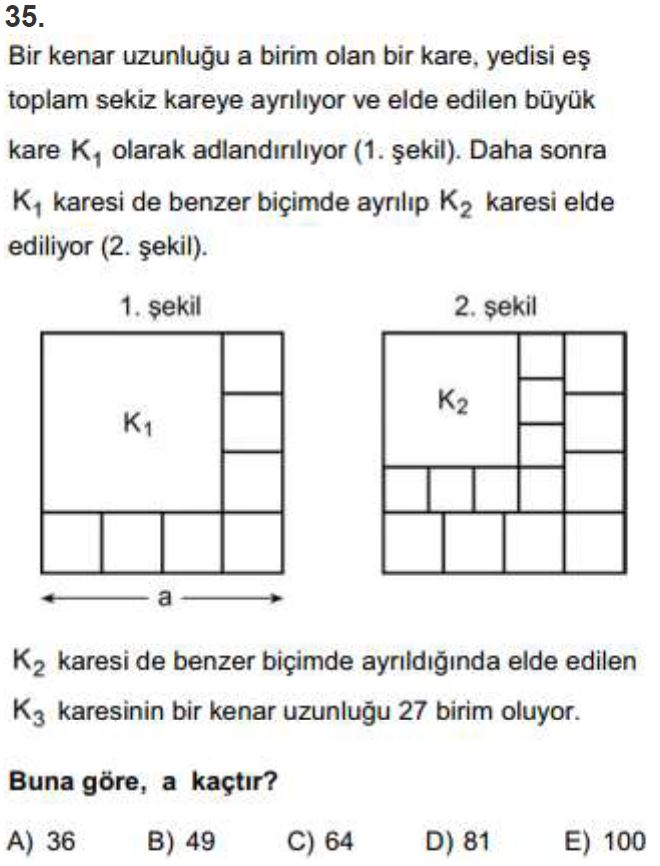 35.
Bir kenar uzunluğu a birim olan bir kare, yedisi eş
toplam sekiz kareye ayrılıyor ve elde edilen büyük
kare K₁ olarak adlandırılıyor (1. şekil). Daha sonra
K₁ karesi de benzer biçimde ayrılıp K₂ karesi elde
ediliyor (2. şekil).
1. şekil 2. şekil
K₁ K₂
a
K₂ karesi de benzer biçimde ayrıldığında elde edilen
K₃ karesinin bir kenar uzunluğu 27 birim oluyor.
Buna göre, a kaçtır?
A) 36 B) 49 C) 64 D) 81 E) 100